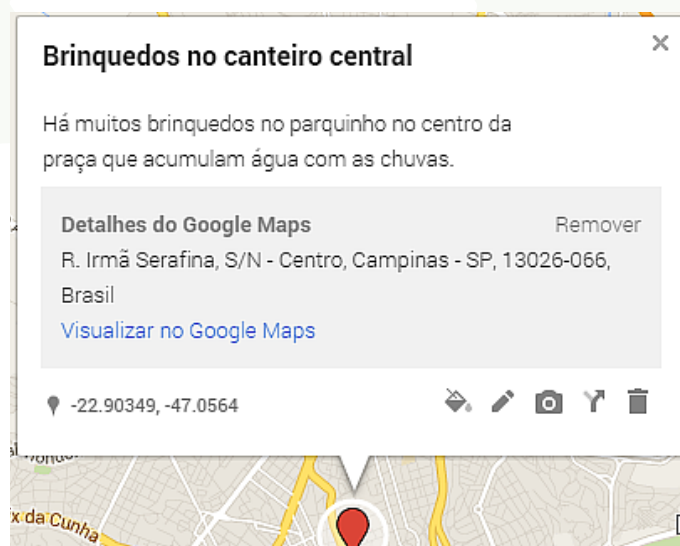 Brinquedos no canteiro central
Há muitos brinquedos no parquinho no centro da
praça que acumulam água com as chuvas.
Detalhes do Google Maps
Remover
R. Irmã Serafina, S/N - Centro, Campinas - SP, 13026-066,
Brasil
Visualizar no Google Maps
-22.90349, -47.0564
x da Cunha